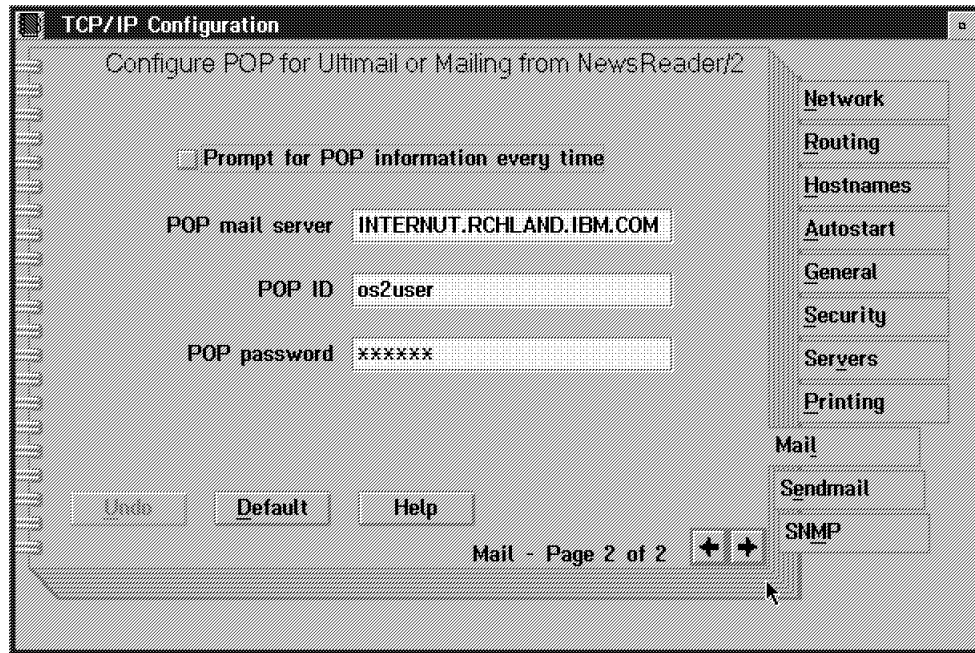 TCP/IP Configuration
Configure POP for Ultimail or Mailing from NewsReader/2
Prompt for POP information every time
POP mail server INTERNUT.RCHLAND.IBM.COM
POP ID os2user
POP password ××××××
Undo Default Help
Mail - Page 2 of 2
Network
Routing
Hostnames
Autostart
General
Security
Servers
Printing
Mail
Sendmail
SNMP